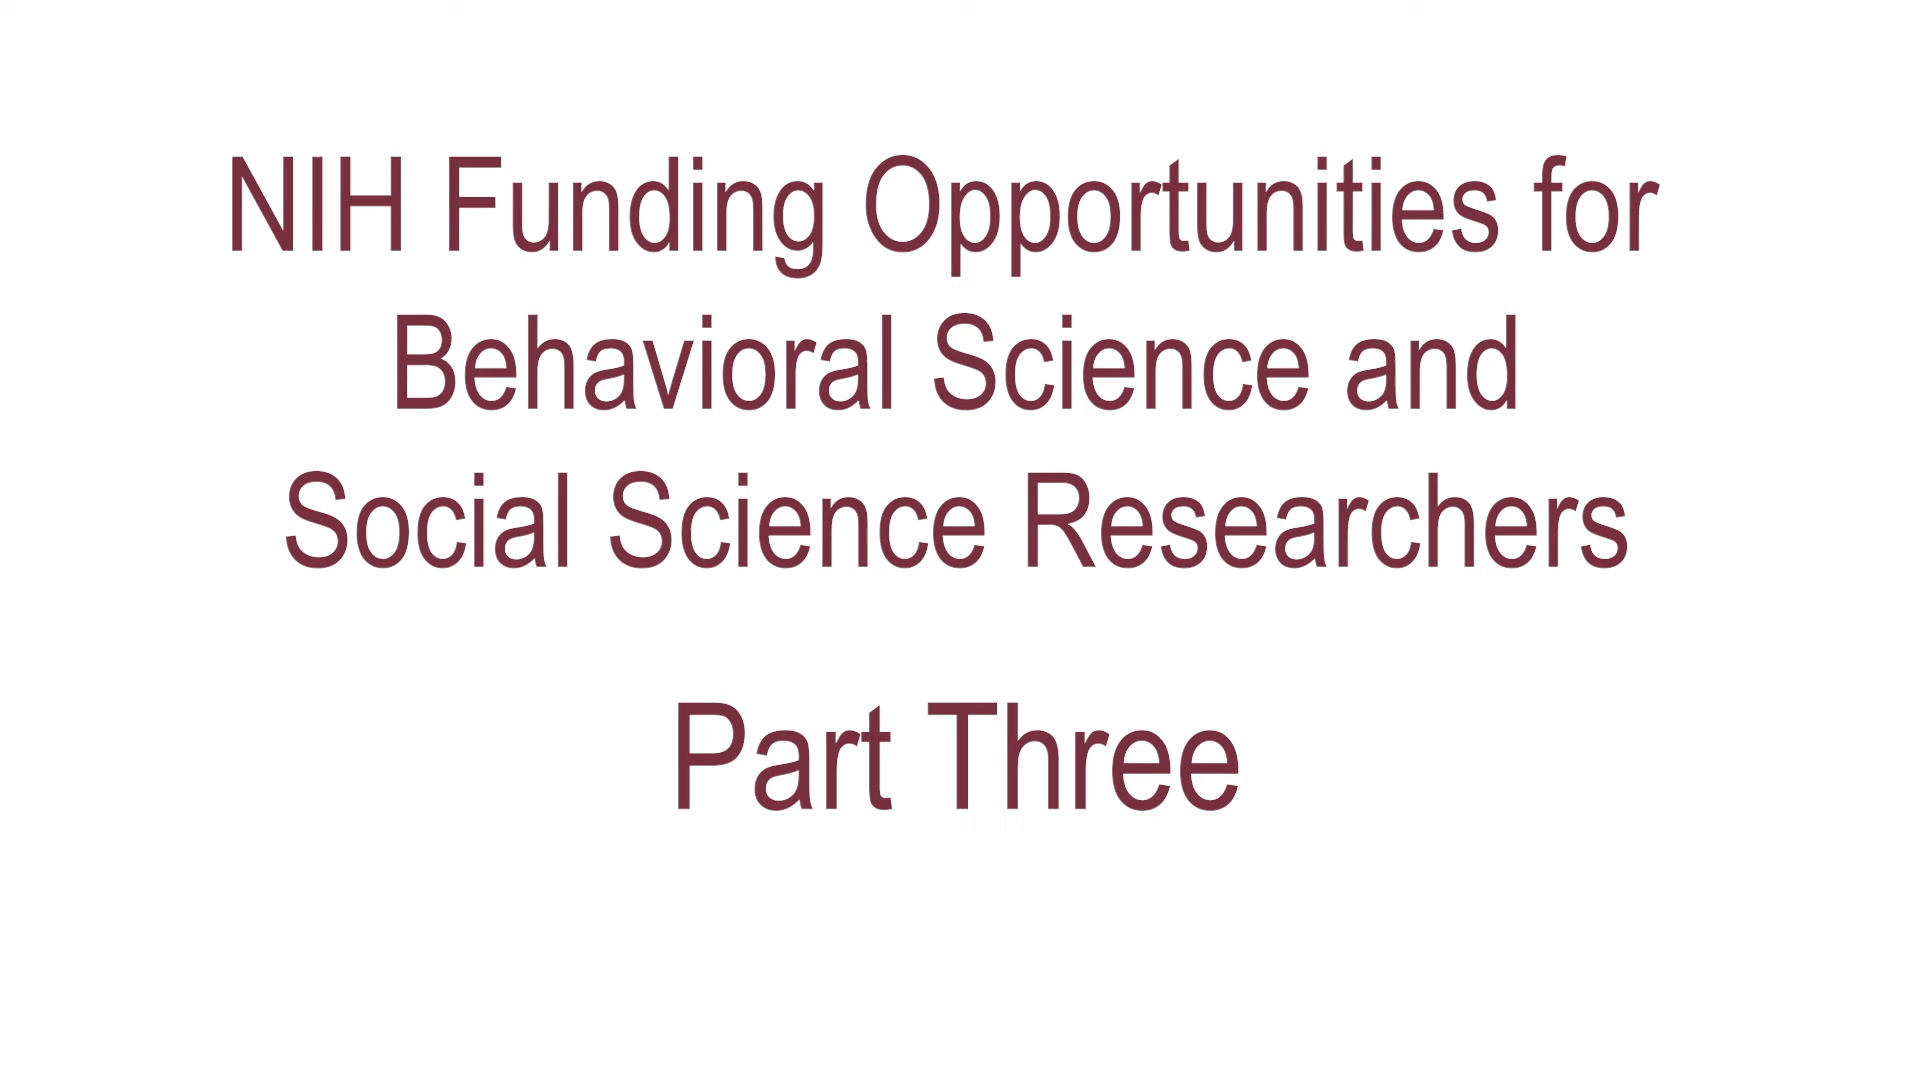 NIH Funding Opportunities for
Behavioral Science and
Social Science Researchers
Part Three